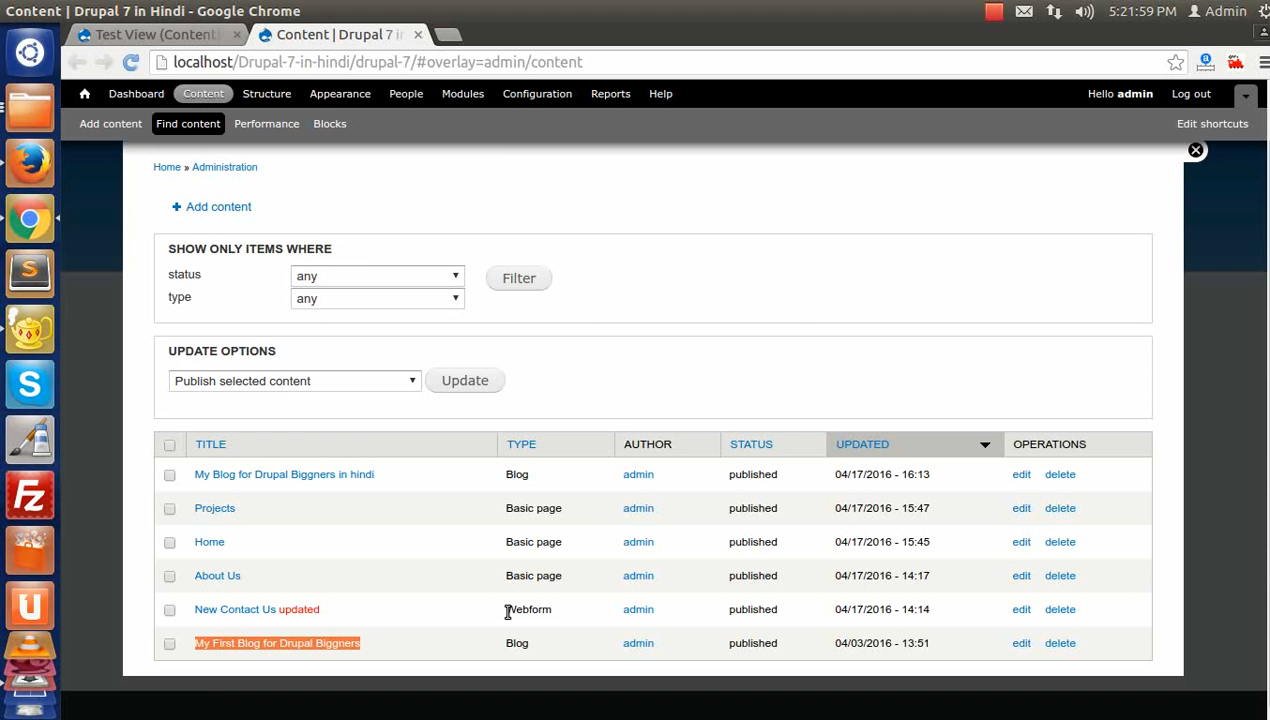 Content | Drupal 7 in Hindi - Google Chrome
5:21:59 PM Admin
Test View (Content)
Content | Drupal 7 in
localhost/Drupal-7-in-hindi/drupal-7/#overlay=admin/content
Dashboard Content Structure Appearance People Modules Configuration Reports Help Hello admin Log out
Add content Find content Performance Blocks Edit shortcuts
Home » Administration
+ Add content
SHOW ONLY ITEMS WHERE
status any Filter
type any
UPDATE OPTIONS
Publish selected content Update
TITLE TYPE AUTHOR STATUS UPDATED OPERATIONS
My Blog for Drupal Biggners in hindi Blog admin published 04/17/2016 - 16:13 edit delete
Projects Basic page admin published 04/17/2016 - 15:47 edit delete
Home Basic page admin published 04/17/2016 - 15:45 edit delete
About Us Basic page admin published 04/17/2016 - 14:17 edit delete
New Contact Us updated Webform admin published 04/17/2016 - 14:14 edit delete
My First Blog for Drupal Biggners Blog admin published 04/03/2016 - 13:51 edit delete